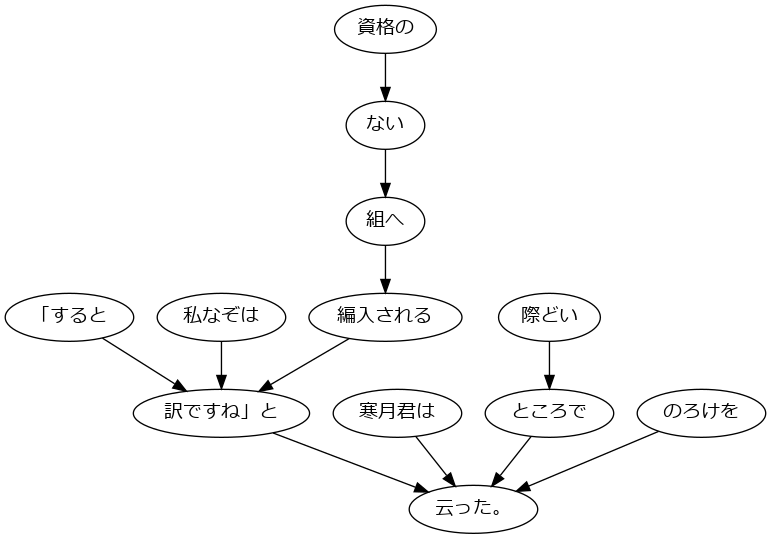 資格の
ない
組へ
「すると
私なぞは
編入される
際どい
訳ですね」と
寒月君は
ところで
のろけを
云った。